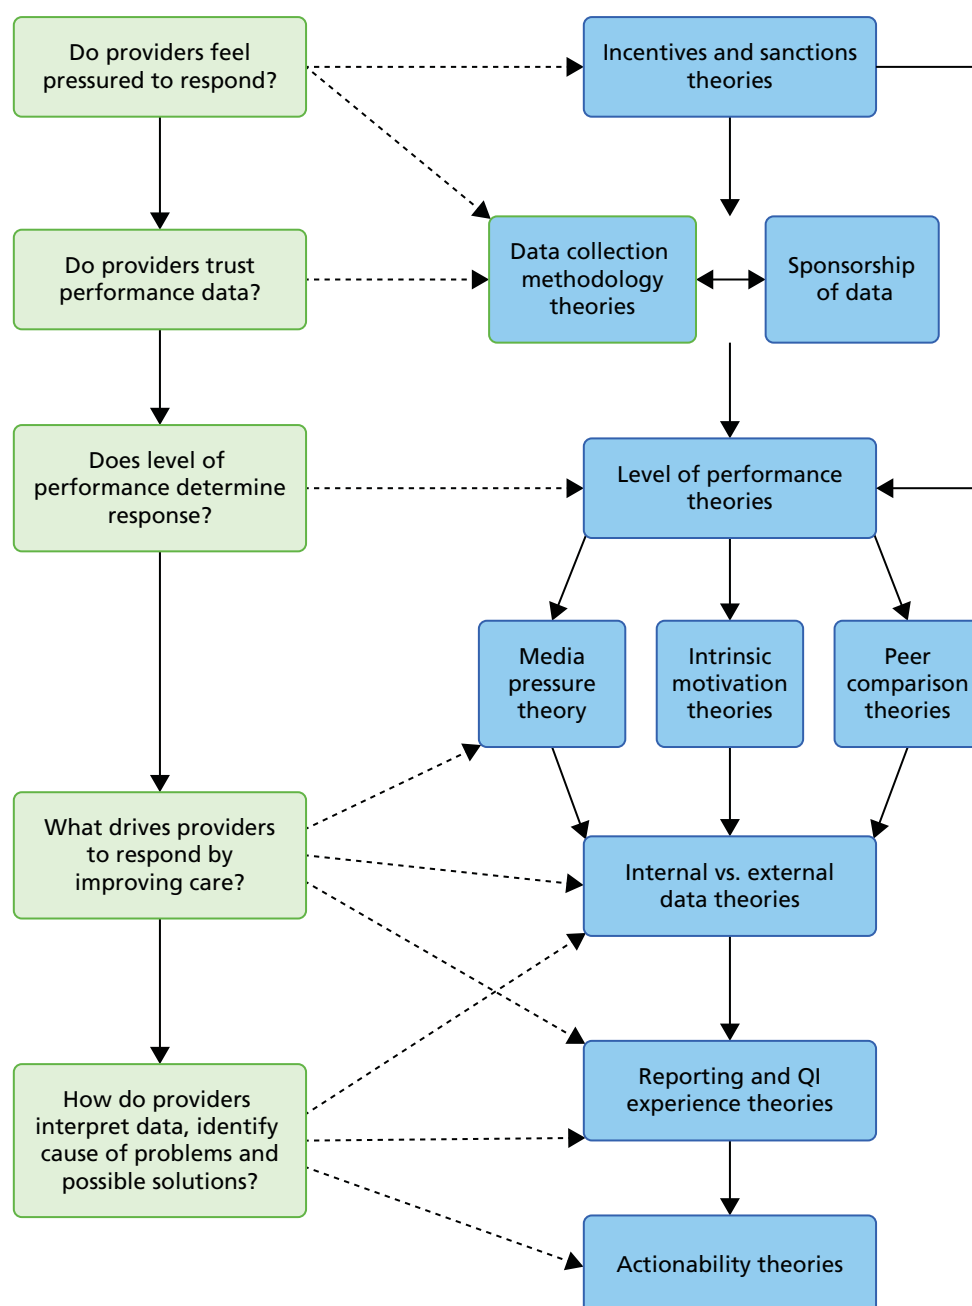 Do providers feel
pressured to respond?
Incentives and sanctions
theories
Do providers trust
performance data?
Data collection
methodology
theories
Sponsorship
of data
Does level of
performance determine
response?
Level of performance
theories
Media
pressure
theory
Intrinsic
motivation
theories
Peer
comparison
theories
What drives providers
to respond by
improving care?
Internal vs. external
data theories
How do providers
interpret data, identify
cause of problems and
possible solutions?
Reporting and QI
experience theories
Actionability theories